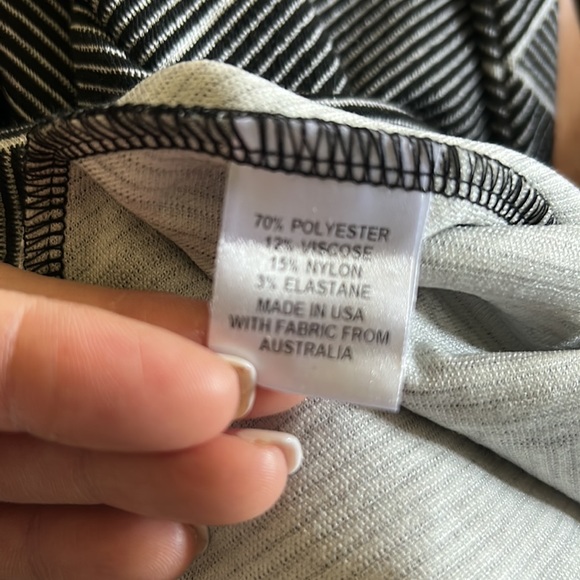 70% POLYESTER
12% VISCOSE
15% NYLON
3% ELASTANE
MADE IN USA
WITH FABRIC FROM
AUSTRALIA